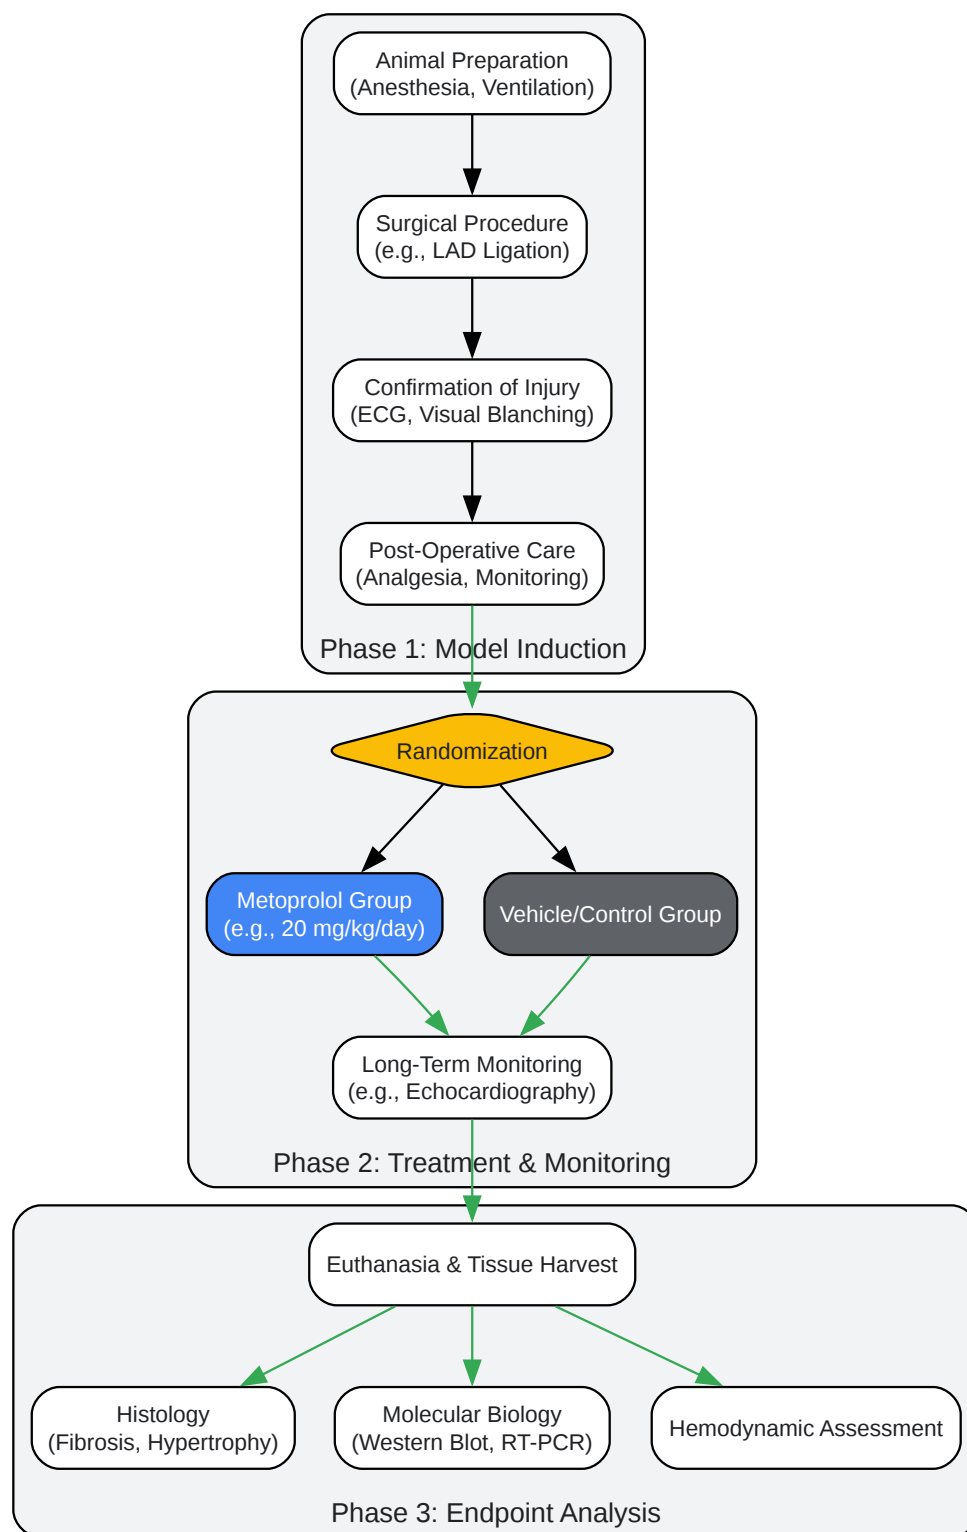 Animal Preparation
(Anesthesia, Ventilation)
Surgical Procedure
(e.g., LAD Ligation)
Confirmation of Injury
(ECG, Visual Blanching)
Post-Operative Care
(Analgesia, Monitoring)
Phase 1: Model Induction
Randomization
Metoprolol Group
(e.g., 20 mg/kg/day)
Vehicle/Control Group
Long-Term Monitoring
(e.g., Echocardiography)
Phase 2: Treatment & Monitoring
Euthanasia & Tissue Harvest
Histology
(Fibrosis, Hypertrophy)
Molecular Biology
(Western Blot, RT-PCR)
Hemodynamic Assessment
Phase 3: Endpoint Analysis